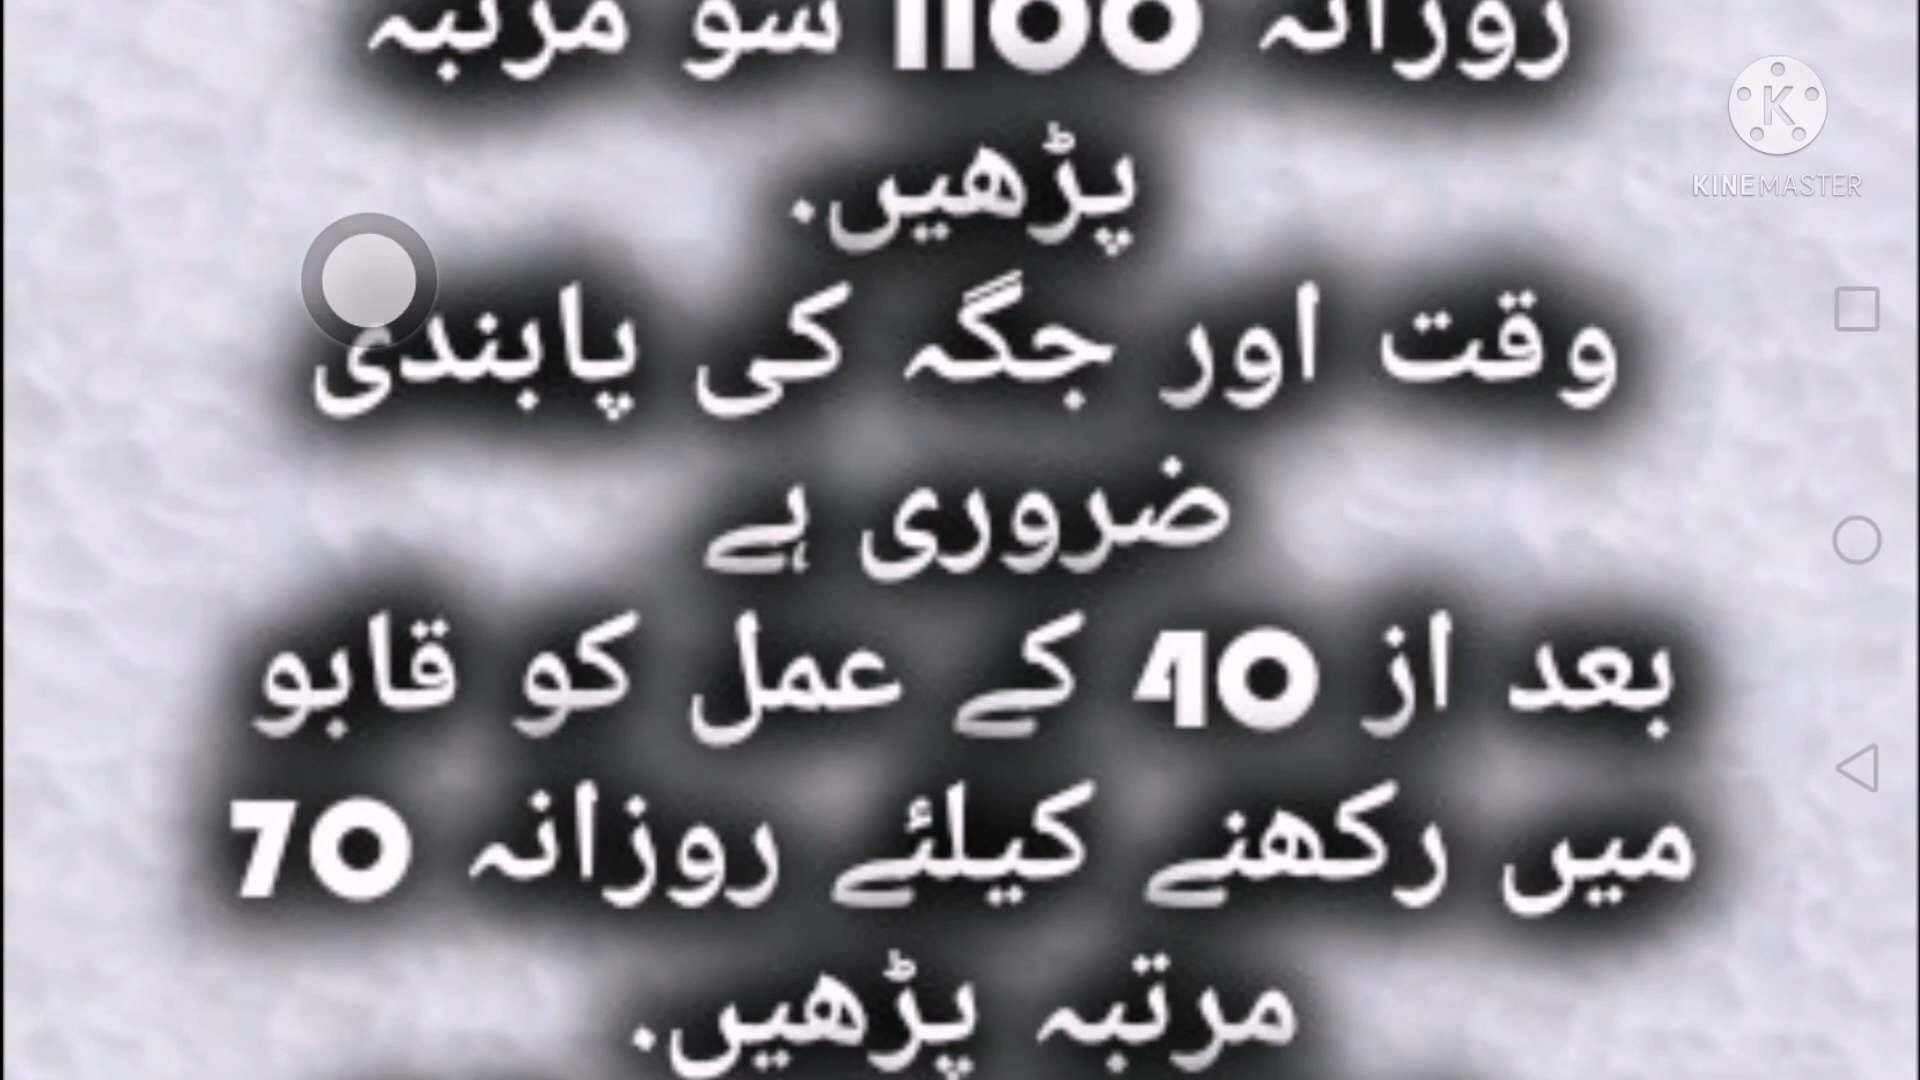 روزانہ 1100 سو مرتبہ
پڑھیں.
وقت اور جگہ کی پابندی
ضروری ہے
بعد از 40 کے عمل کو قابو
میں رکھنے کیلئے روزانہ 70
مرتبہ پڑھیں.
K
KINEMASTER